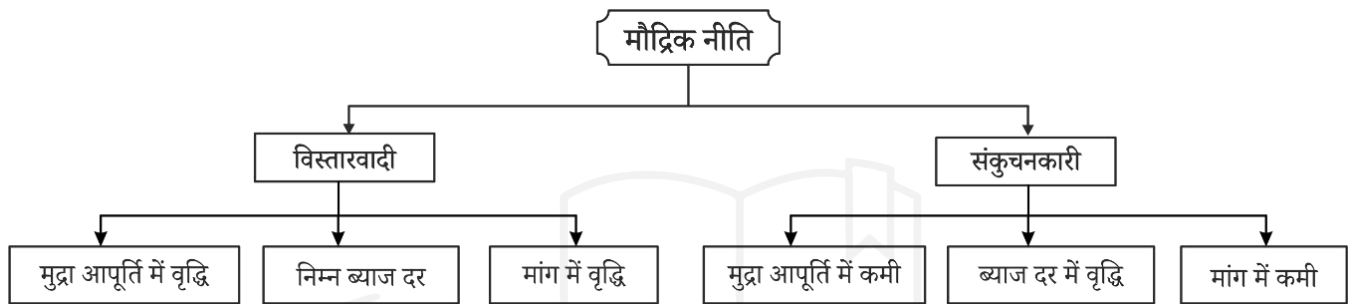 मौद्रिक नीति
विस्तारवादी
संकुचनकारी
मुद्रा आपूर्ति में वृद्धि
निम्न ब्याज दर
मांग में वृद्धि
मुद्रा आपूर्ति में कमी
ब्याज दर में वृद्धि
मांग में कमी